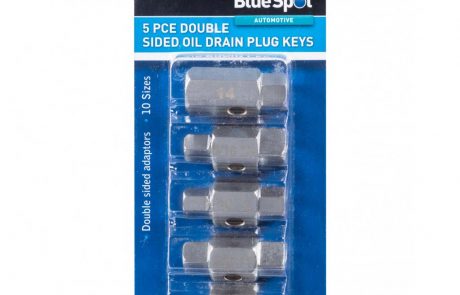 BlueSpot
AUTOMOTIVE
5 PCE DOUBLE
SIDED OIL DRAIN PLUG KEYS
Double sided adaptors · 10 Sizes
14